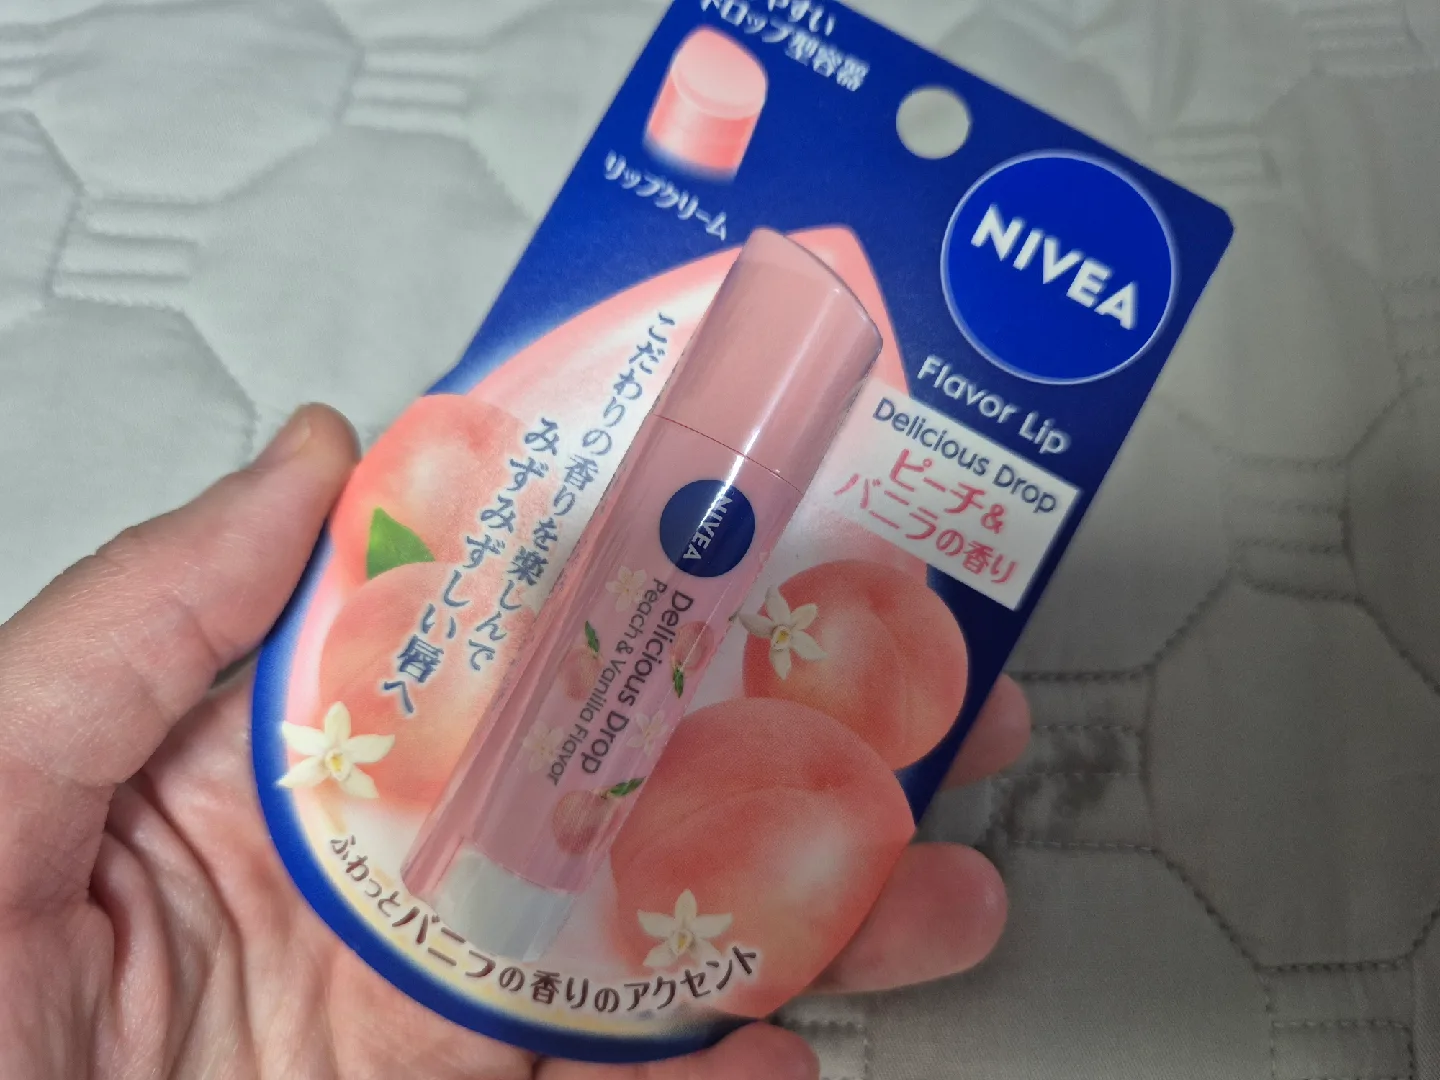 やすい
ドロップ型容器
リップクリーム
NIVEA
Flavor Lip
Delicious Drop
ピーチ&
バニラの香り
こだわりの香りを楽しんで
みずみずしい唇へ
NIVEA
Delicious Drop
Peach & Vanilla Flavor
ふわっとバニラの香りのアクセント